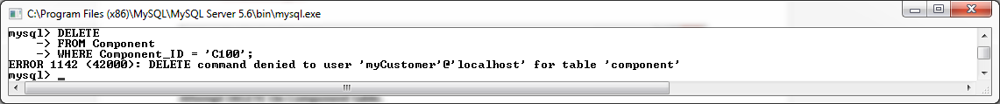 C:\Program Files (x86)\MySQL\MySQL Server 5.6\bin\mysql.exe
mysql> DELETE
    -> FROM Component
    -> WHERE Component_ID = 'C100';
ERROR 1142 (42000): DELETE command denied to user 'myCustomer'@'localhost' for table 'component'
mysql> _